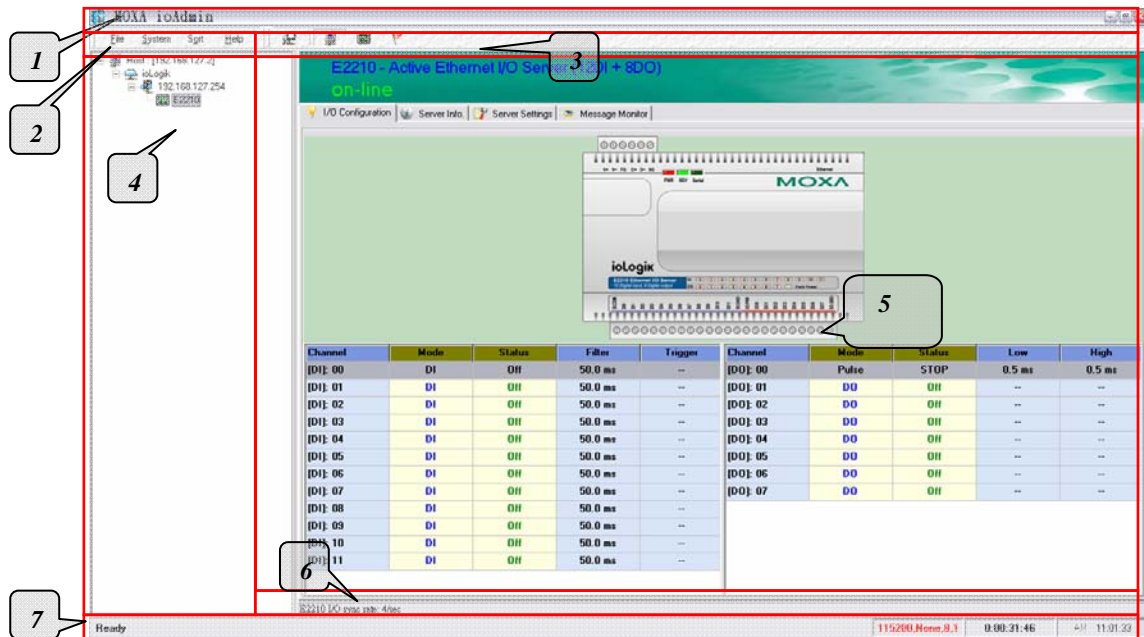 MOXA ioAdmin
1
File System Sort Help
3
2
Host : [192.168.127.2]
ioLogik
192.168.127.254
E2210
4
E2210 - Active Ethernet I/O Server (12DI + 8DO)
on-line
I/O Configuration Server Info. Server Settings Message Monitor
MOXA
ioLogik
5
Channel Mode Status Filter Trigger Channel Mode Status Low High
[DI]: 00 DI Off 50.0 ms -- [DO]: 00 Pulse STOP 0.5 ms 0.5 ms
[DI]: 01 DI Off 50.0 ms -- [DO]: 01 DO Off -- --
[DI]: 02 DI Off 50.0 ms -- [DO]: 02 DO Off -- --
[DI]: 03 DI Off 50.0 ms -- [DO]: 03 DO Off -- --
[DI]: 04 DI Off 50.0 ms -- [DO]: 04 DO Off -- --
[DI]: 05 DI Off 50.0 ms -- [DO]: 05 DO Off -- --
[DI]: 06 DI Off 50.0 ms -- [DO]: 06 DO Off -- --
[DI]: 07 DI Off 50.0 ms -- [DO]: 07 DO Off -- --
[DI]: 08 DI Off 50.0 ms --
[DI]: 09 DI Off 50.0 ms --
[DI]: 10 DI Off 50.0 ms --
[DI]: 11 DI Off 50.0 ms --
6
E2210 I/O sync rate: 4/sec
7
Ready 115200,None,8,1 0:00:31:46 11:01:33